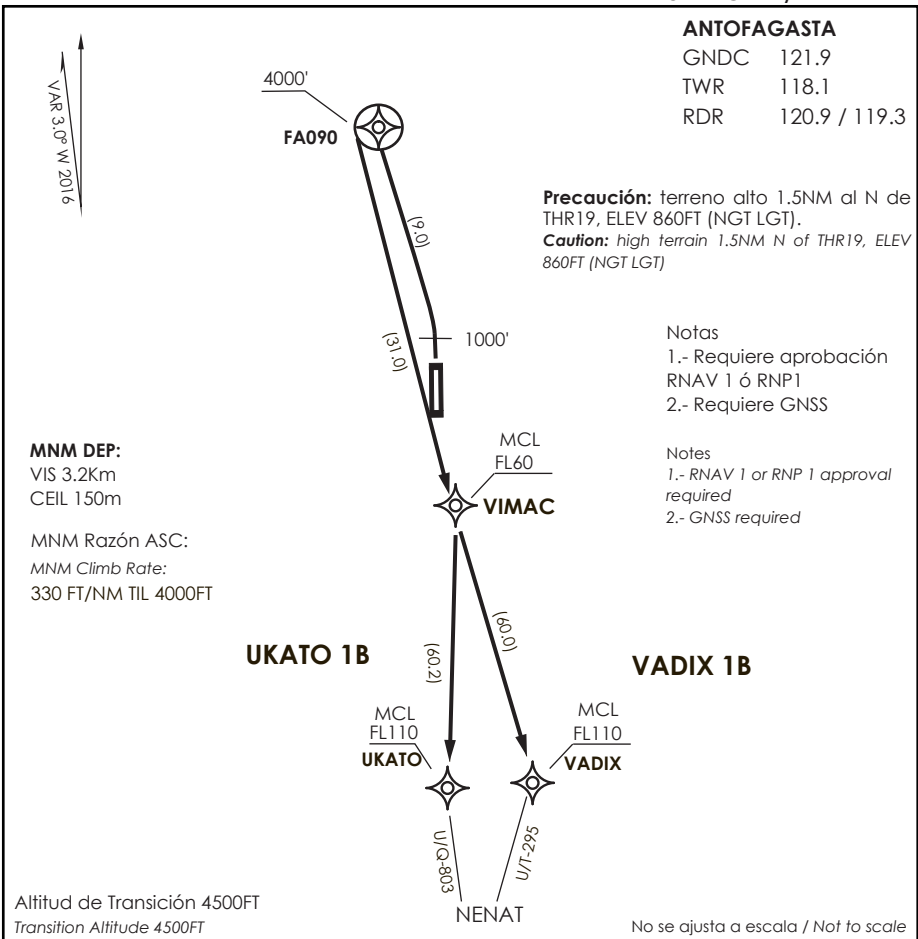 ANTOFAGASTA
GNDC 121.9
TWR 118.1
RDR 120.9 / 119.3
VAR 3.0° W 2016
4000'
FA090
Precaución: terreno alto 1.5NM al N de
THR19, ELEV 860FT (NGT LGT).
Caution: high terrain 1.5NM N of THR19, ELEV
860FT (NGT LGT)
(9.0)
(31.0)
1000'
Notas
1.- Requiere aprobación
RNAV 1 ó RNP1
2.- Requiere GNSS
Notes
1.- RNAV 1 or RNP 1 approval
required
2.- GNSS required
MNM DEP:
VIS 3.2Km
CEIL 150m
MNM Razón ASC:
MNM Climb Rate:
330 FT/NM TIL 4000FT
MCL
FL60
VIMAC
(60.2)
(60.0)
UKATO 1B
VADIX 1B
MCL
FL110
UKATO
MCL
FL110
VADIX
U/Q-803
U/T-295
NENAT
Altitud de Transición 4500FT
Transition Altitude 4500FT
No se ajusta a escala / Not to scale